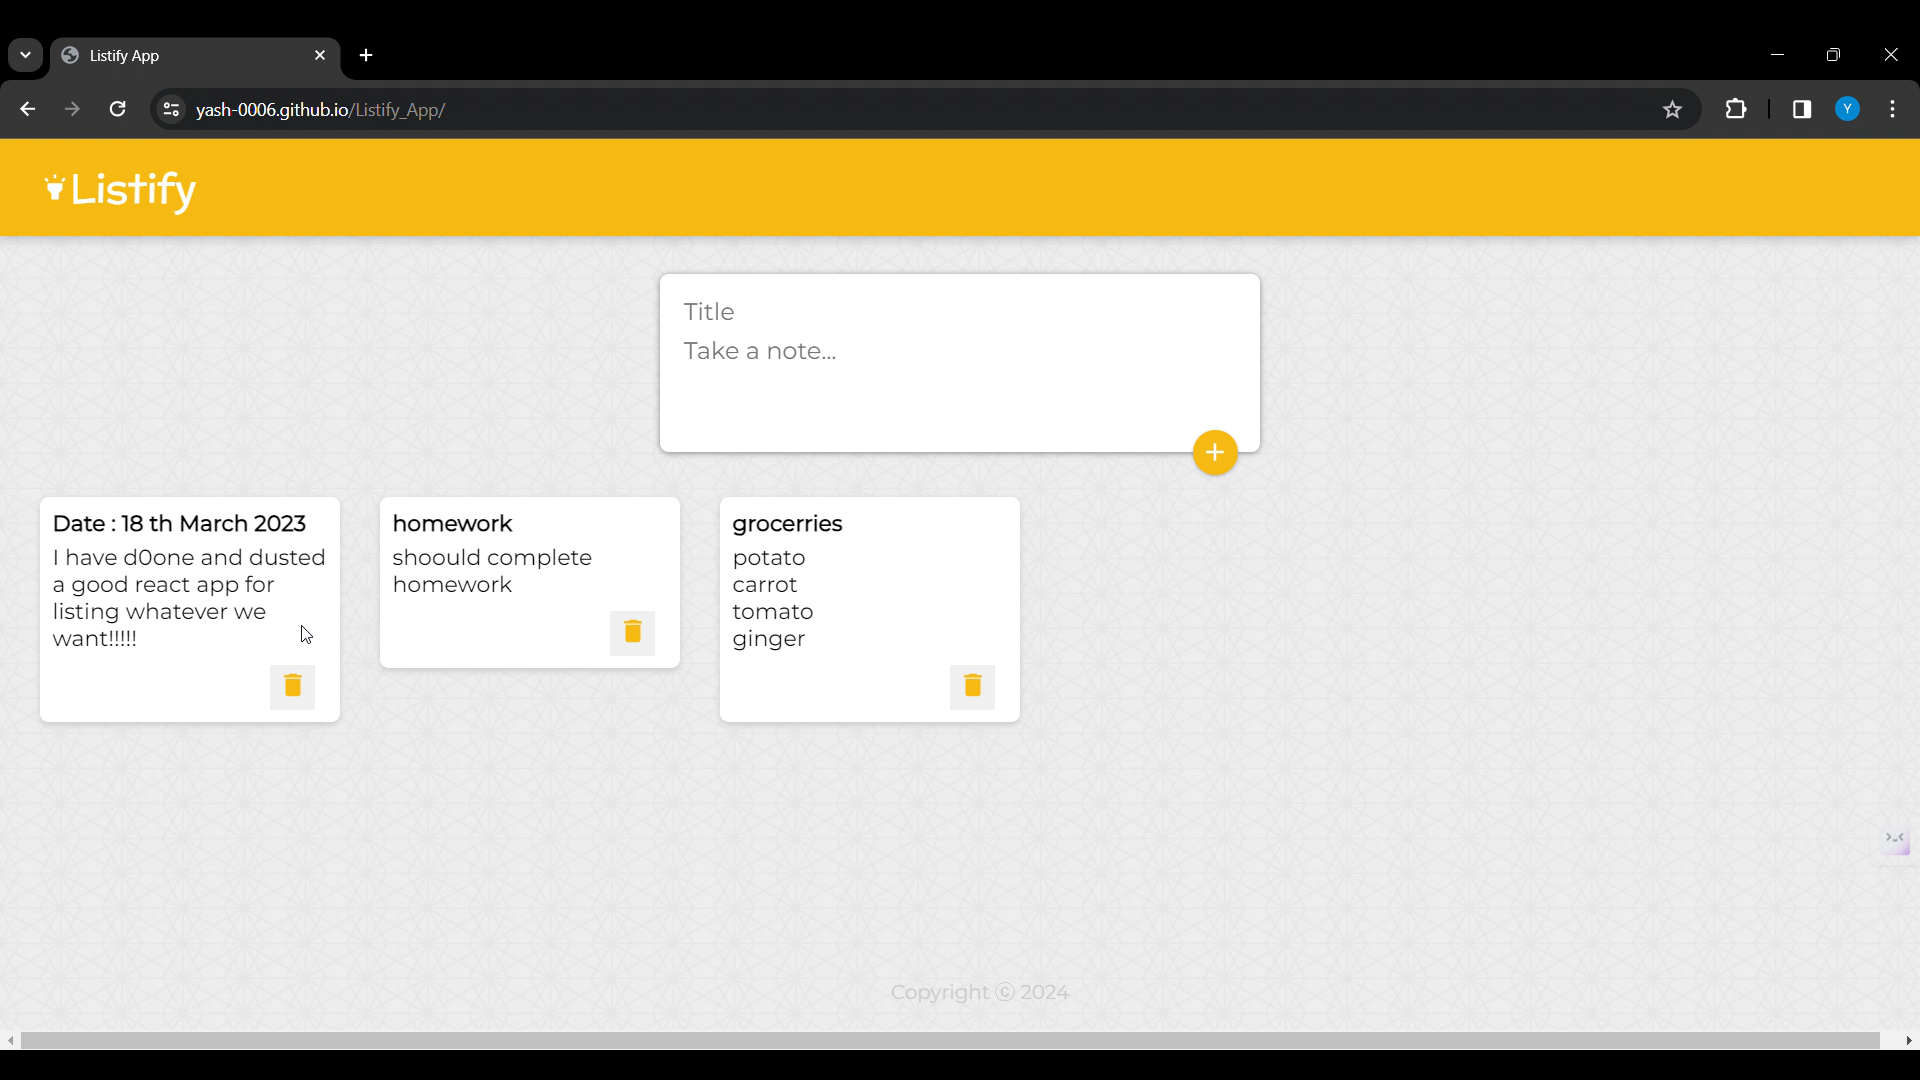 Listify App
yash-0006.github.io/Listify_App/
Y
Listify
Title
Take a note...
Date : 18 th March 2023
I have d0one and dusted
a good react app for
listing whatever we
want!!!!!
homework
shoould complete
homework
grocerries
potato
carrot
tomato
ginger
Copyright © 2024